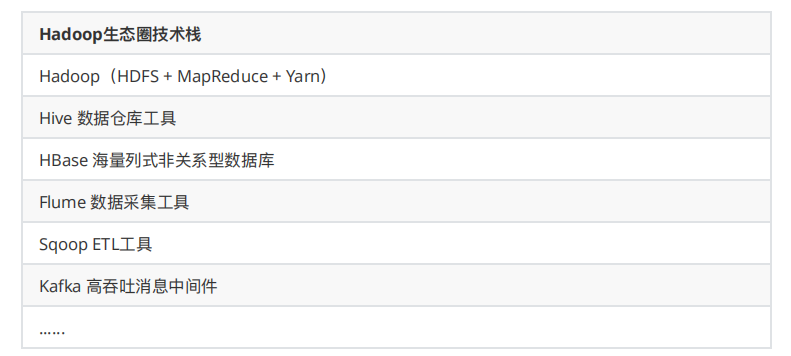 Hadoop生态圈技术栈
Hadoop（HDFS + MapReduce + Yarn）
Hive 数据仓库工具
HBase 海量列式非关系型数据库
Flume 数据采集工具
Sqoop ETL工具
Kafka 高吞吐消息中间件
......